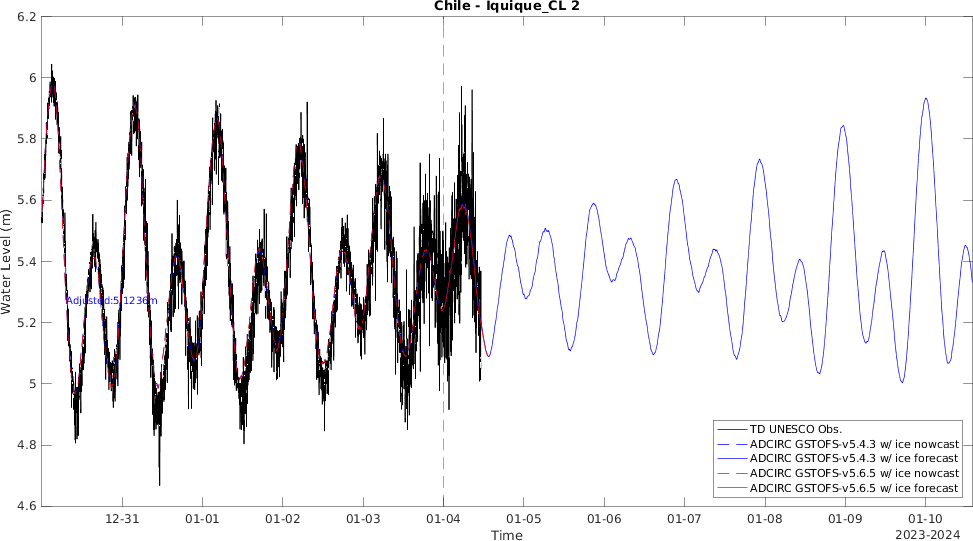 Chile - Iquique_CL 2
6.2
6
5.8
5.6
5.4
5.2
5
4.8
4.6
Water Level (m)
Adjusted:5.1236m
TD UNESCO Obs.
ADCIRC GSTOFS-v5.4.3 w/ ice nowcast
ADCIRC GSTOFS-v5.4.3 w/ ice forecast
ADCIRC GSTOFS-v5.6.5 w/ ice nowcast
ADCIRC GSTOFS-v5.6.5 w/ ice forecast
12-31 01-01 01-02 01-03 01-04 01-05 01-06 01-07 01-08 01-09 01-10
Time
2023-2024